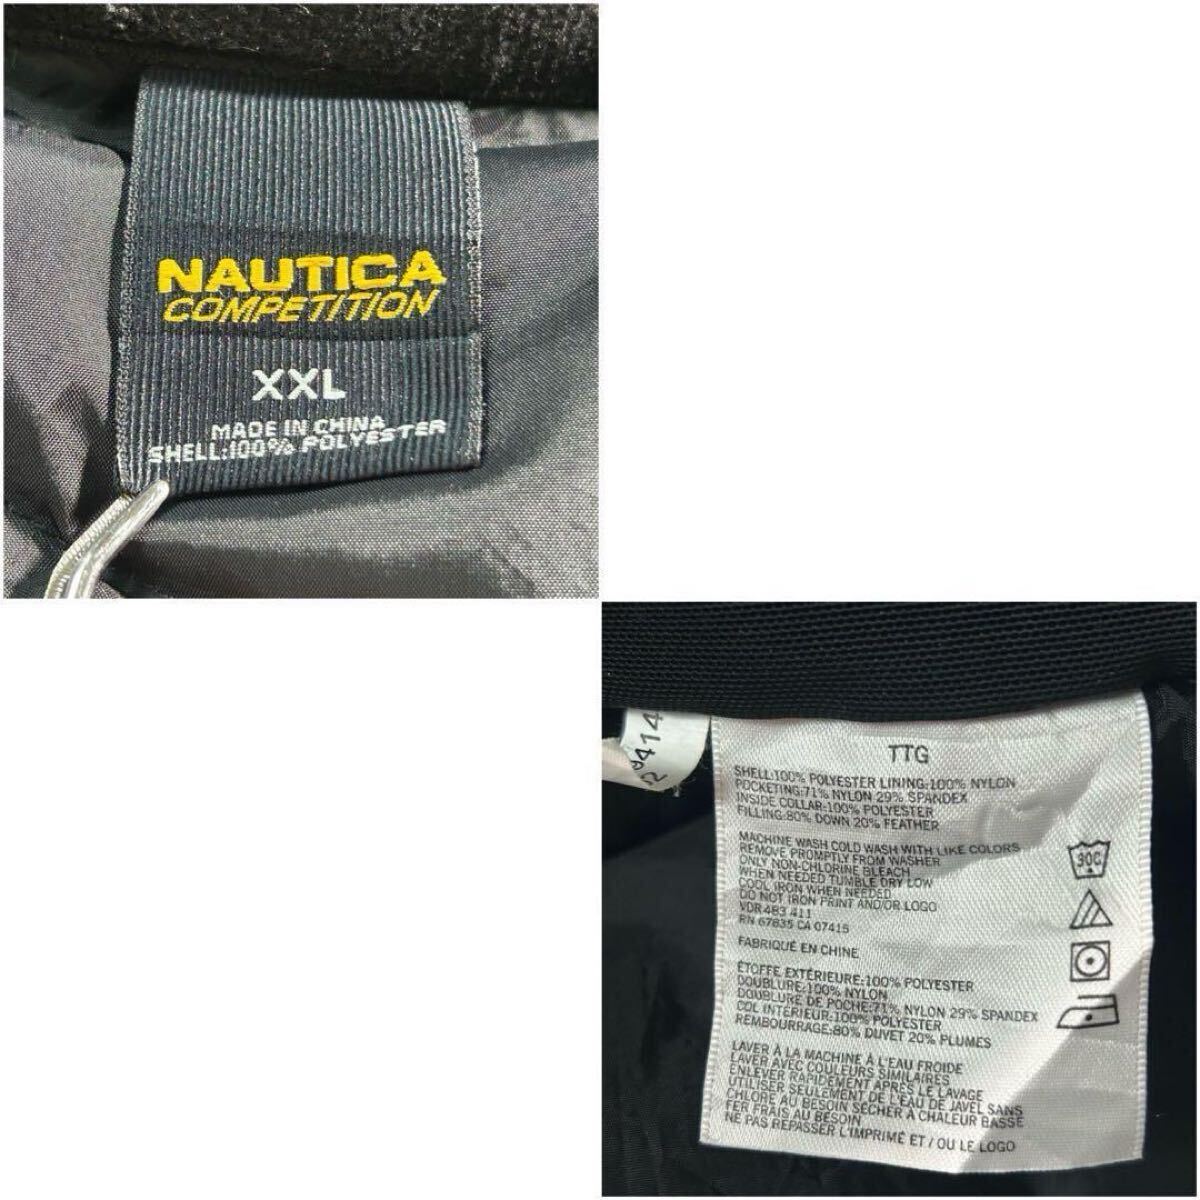 NAUTICA
COMPETITION
XXL
MADE IN CHINA
SHELL:100% POLYESTER
TTG
SHELL:100% POLYESTER LINING:100% NYLON
POCKETING:71% NYLON 29% SPANDEX
INSIDE COLLAR:100% POLYESTER
FILLING:80% DOWN 20% FEATHER
MACHINE WASH COLD WASH WITH LIKE COLORS
REMOVE PROMPTLY FROM WASHER
ONLY NON-CHLORINE BLEACH
WHEN NEEDED TUMBLE DRY LOW
COOL IRON WHEN NEEDED
DO NOT IRON PRINT AND/OR LOGO
VDR 483 411
RN 67835 CA 07415
FABRIQUÉ EN CHINE
ÉTOFFE EXTÉRIEURE:100% POLYESTER
DOUBLURE:100% NYLON
DOUBLURE DE POCHE:71% NYLON 29% SPANDEX
COL INTERIEUR:100% POLYESTER
REMBOURRAGE:80% DUVET 20% PLUMES
LAVER À LA MACHINE À L'EAU FROIDE
LAVER AVEC COULEURS SIMILAIRES
ENLEVER RAPIDEMENT APRÈS LE LAVAGE
UTILISER SEULEMENT DE L'EAU DE JAVEL SANS
CHLORE AU BESOIN SÉCHER À CHALEUR BASSE
FER FRAIS AU BESOIN
NE PAS REPASSER L'IMPRIMÉ ET / OU LE LOGO
30C